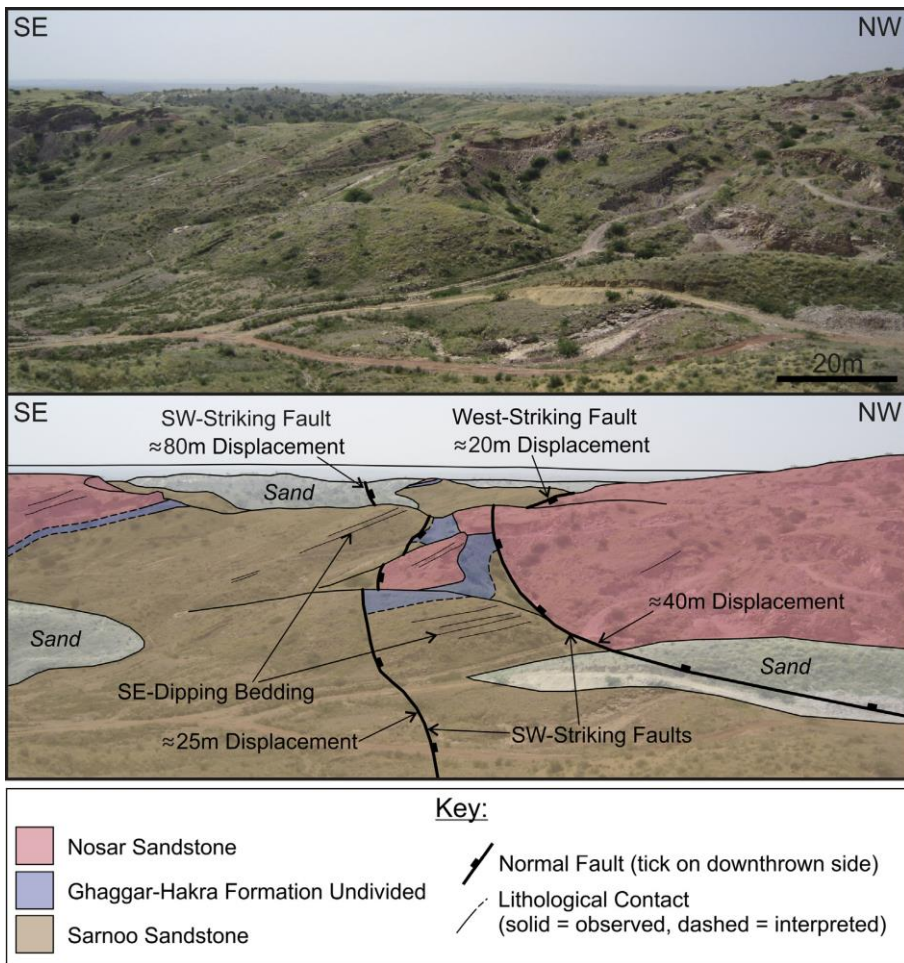 SE
NW
20m
SE
NW
SW-Striking Fault
≈80m Displacement
West-Striking Fault
≈20m Displacement
Sand
≈40m Displacement
Sand
Sand
SE-Dipping Bedding
≈25m Displacement
SW-Striking Faults
Key:
Nosar Sandstone
Ghaggar-Hakra Formation Undivided
Sarnoo Sandstone
Normal Fault (tick on downthrown side)
Lithological Contact
(solid = observed, dashed = interpreted)